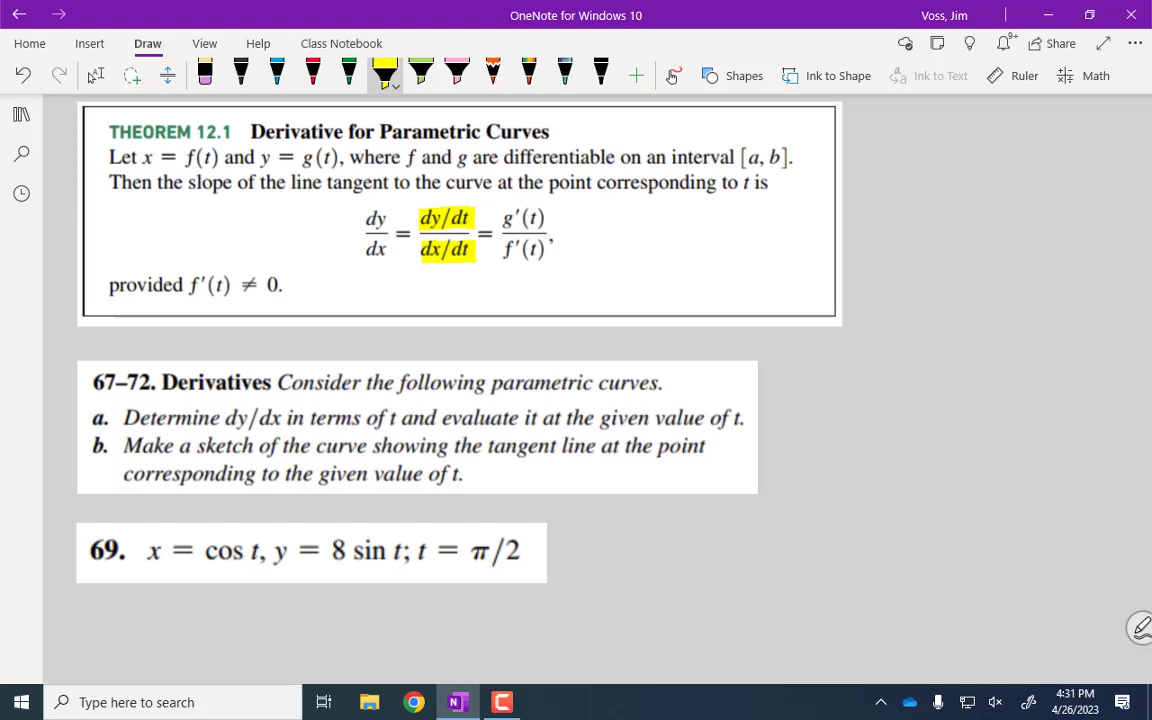 OneNote for Windows 10
Voss, Jim
Home Insert Draw View Help Class Notebook
9+ Share
Shapes Ink to Shape Ink to Text Ruler Math
THEOREM 12.1 Derivative for Parametric Curves
Let x = f(t) and y = g(t), where f and g are differentiable on an interval [a, b].
Then the slope of the line tangent to the curve at the point corresponding to t is
dy/dx = (dy/dt)/(dx/dt) = g′(t)/f′(t),
provided f′(t) ≠ 0.
67–72. Derivatives Consider the following parametric curves.
a. Determine dy/dx in terms of t and evaluate it at the given value of t.
b. Make a sketch of the curve showing the tangent line at the point
corresponding to the given value of t.
69. x = cos t, y = 8 sin t; t = π/2
Type here to search
4:31 PM
4/26/2023